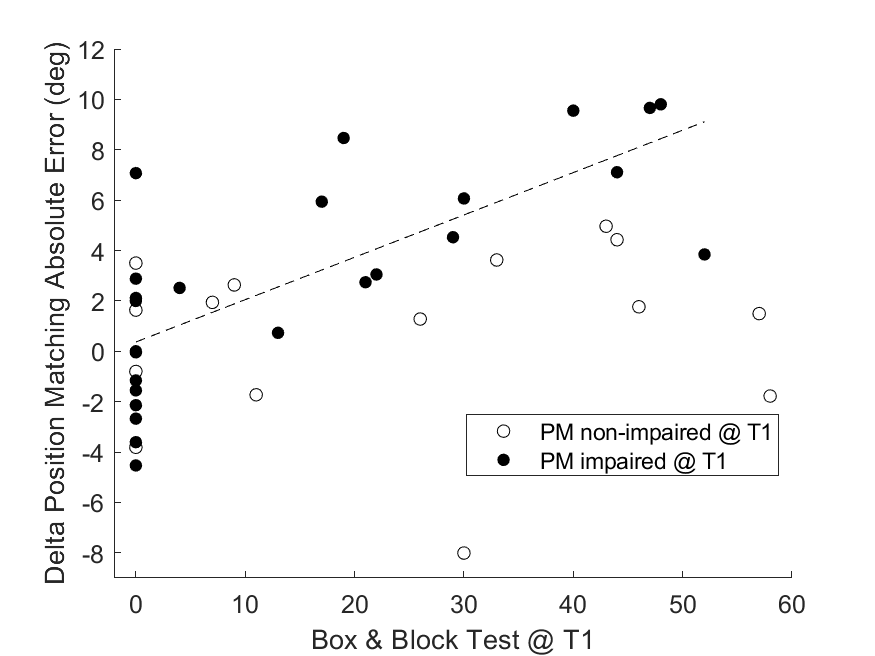 Delta Position Matching Absolute Error (deg)
12
10
8
6
4
2
0
-2
-4
-6
-8
PM non-impaired @ T1
PM impaired @ T1
0 10 20 30 40 50 60
Box & Block Test @ T1